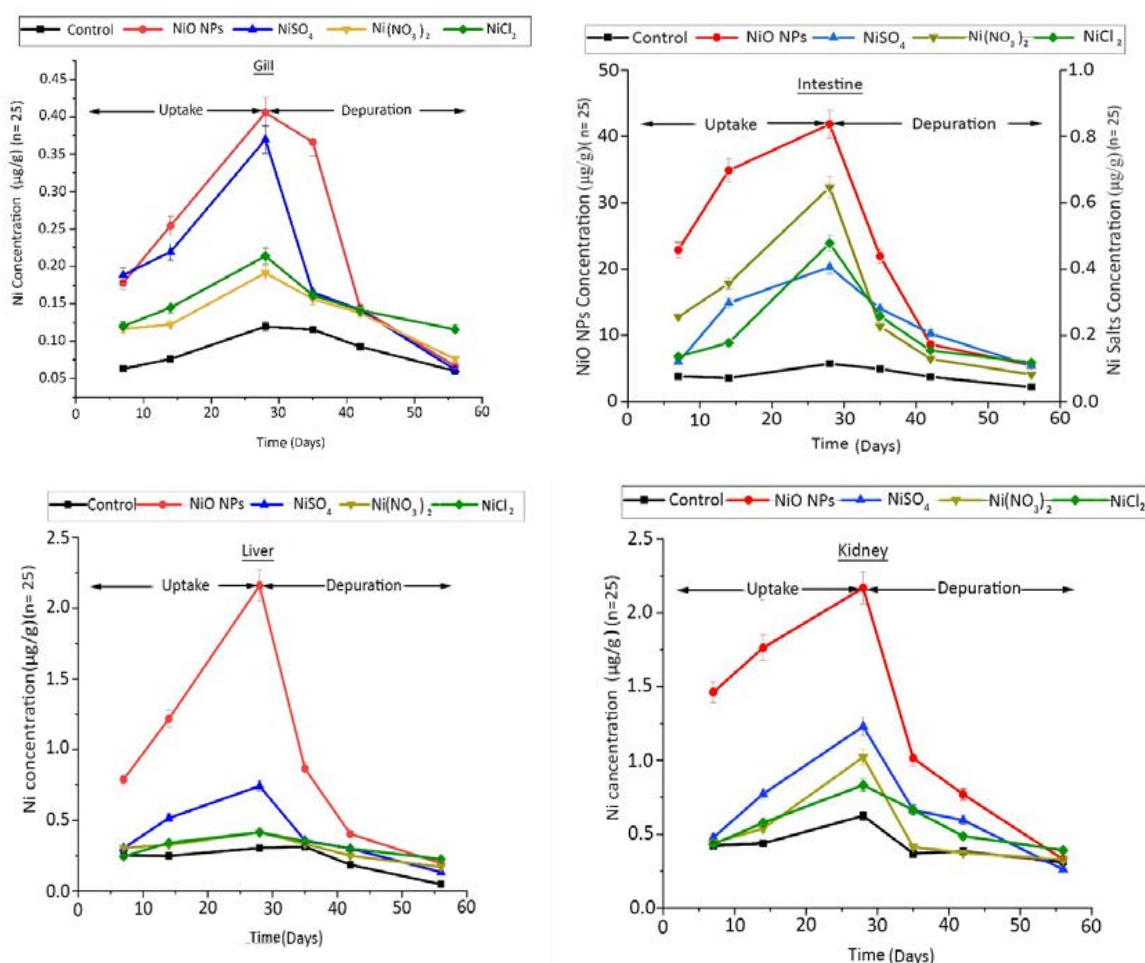 Control NiO NPs NiSO4 Ni(NO3)2 NiCl2
Gill
Uptake Depuration
Ni Concentration (µg/g) (n= 25)
0.45
0.40
0.35
0.30
0.25
0.20
0.15
0.10
0.05
0 10 20 30 40 50 60
Time (Days)
Control NiO NPs NiSO4 Ni(NO3)2 NiCl2
Intestine
Uptake Depuration
NiO NPs Concentration (µg/g)(n= 25)
50
40
30
20
10
0
Ni Salts Concentration (µg/g) (n= 25)
1.0
0.8
0.6
0.4
0.2
0.0
0 10 20 30 40 50 60
Time (Days)
Control NiO NPs NiSO4 Ni(NO3)2 NiCl2
Liver
Uptake Depuration
Ni concentration(µg/g)(n= 25)
2.5
2.0
1.5
1.0
0.5
0.0
0 10 20 30 40 50 60
Time(Days)
Control NiO NPs NiSO4 Ni(NO3)2 NiCl2
Kidney
Uptake Depuration
Ni cancentration (µg/g) (n=25)
2.5
2.0
1.5
1.0
0.5
0.0
0 10 20 30 40 50 60
Time (Days)